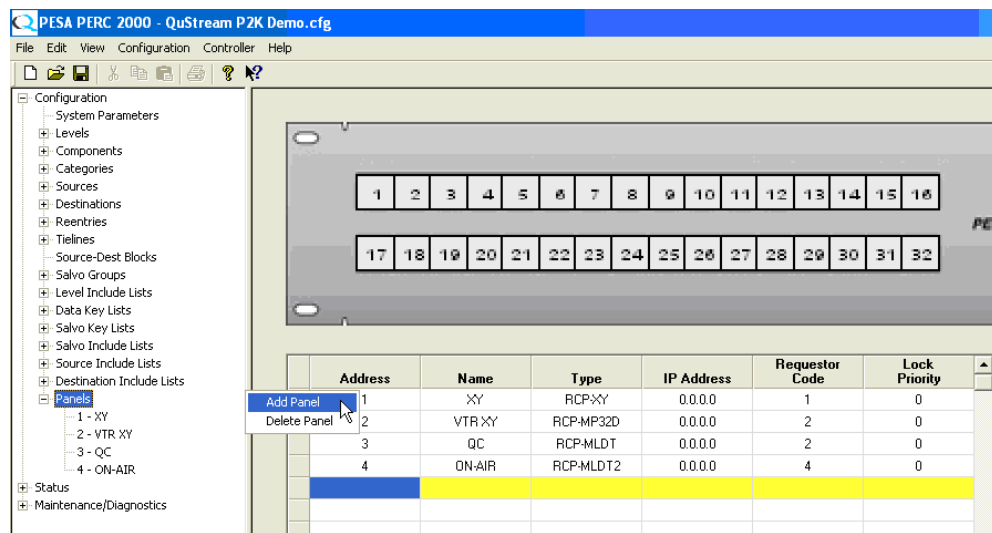 PESA PERC 2000 - QuStream P2K Demo.cfg
File Edit View Configuration Controller Help
Configuration
System Parameters
Levels
Components
Categories
Sources
Destinations
Reentries
Tielines
Source-Dest Blocks
Salvo Groups
Level Include Lists
Data Key Lists
Salvo Key Lists
Salvo Include Lists
Source Include Lists
Destination Include Lists
Panels
1 - XY
2 - VTR XY
3 - QC
4 - ON-AIR
Status
Maintenance/Diagnostics
Add Panel
Delete Panel
1 2 3 4 5 6 7 8 9 10 11 12 13 14 15 16
PE
17 18 19 20 21 22 23 24 25 26 27 28 29 30 31 32
Address Name Type IP Address Requestor Code Lock Priority
1 XY RCP-XY 0.0.0.0 1 0
2 VTR XY RCP-MP32D 0.0.0.0 2 0
3 QC RCP-MLDT 0.0.0.0 2 0
4 ON-AIR RCP-MLDT2 0.0.0.0 4 0